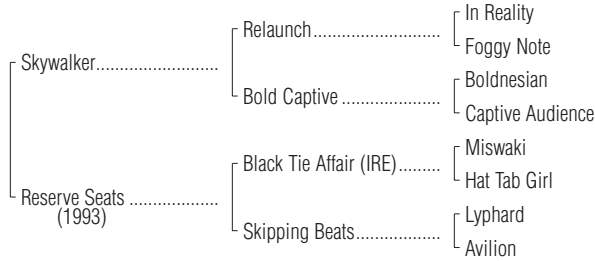 In Reality
Relaunch...........................
Foggy Note
Skywalker..........................
Boldnesian
Bold Captive.....................
Captive Audience
Miswaki
Black Tie Affair (IRE).........
Hat Tab Girl
Reserve Seats...................
(1993)
Lyphard
Skipping Beats..................
Avilion